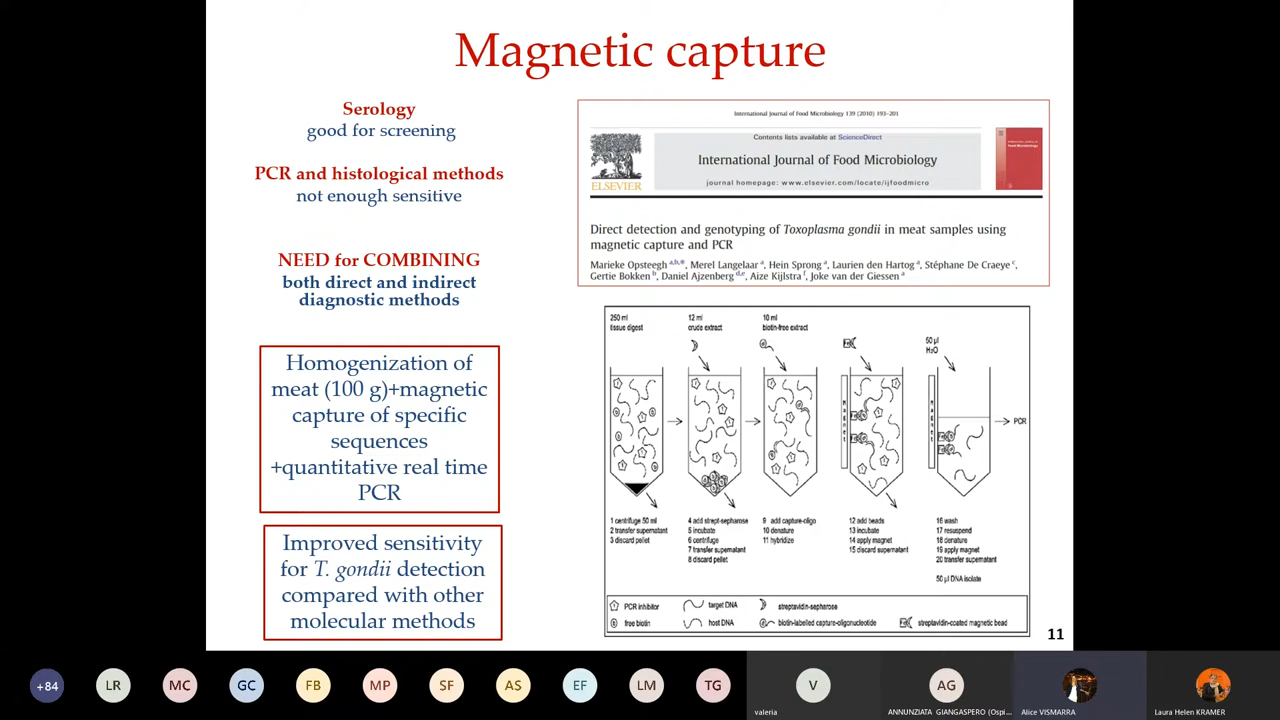 Magnetic capture
Serology
good for screening
PCR and histological methods
not enough sensitive
NEED for COMBINING
both direct and indirect
diagnostic methods
Homogenization of
meat (100 g)+magnetic
capture of specific
sequences
+quantitative real time
PCR
Improved sensitivity
for T. gondii detection
compared with other
molecular methods
International Journal of Food Microbiology 139 (2010) 193–201
Contents lists available at ScienceDirect
International Journal of Food Microbiology
journal homepage: www.elsevier.com/locate/ijfoodmicro
ELSEVIER
Direct detection and genotyping of Toxoplasma gondii in meat samples using
magnetic capture and PCR
Marieke Opsteegh a,b,*, Merel Langelaar a, Hein Sprong a, Laurien den Hartog a, Stéphane De Craeye c,
Gertie Bokken b, Daniel Ajzenberg d,e, Aize Kijlstra f, Joke van der Giessen a
250 ml
tissue digest
12 ml
crude extract
10 ml
biotin-free extract
50 µl
H₂O
Magnet
Magnet
PCR
1 centrifuge 50 ml
2 transfer supernatant
3 discard pellet
4 add strept-sepharose
5 incubate
6 centrifuge
7 transfer supernatant
8 discard pellet
9 add capture-oligo
10 denature
11 hybridize
12 add beads
13 incubate
14 apply magnet
15 discard supernatant
16 wash
17 resuspend
18 denature
19 apply magnet
20 transfer supernatant
50 µl DNA isolate
PCR inhibitor
target DNA
streptavidin-sepharose
free biotin
host DNA
biotin-labelled capture-oligonucleotide
streptavidin-coated magnetic bead
11
+84
LR
MC
GC
FB
MP
SF
AS
EF
LM
TG
V
AG
valeria
ANNUNZIATA GIANGASPERO (Ospi...
Alice VISMARRA
Laura Helen KRAMER